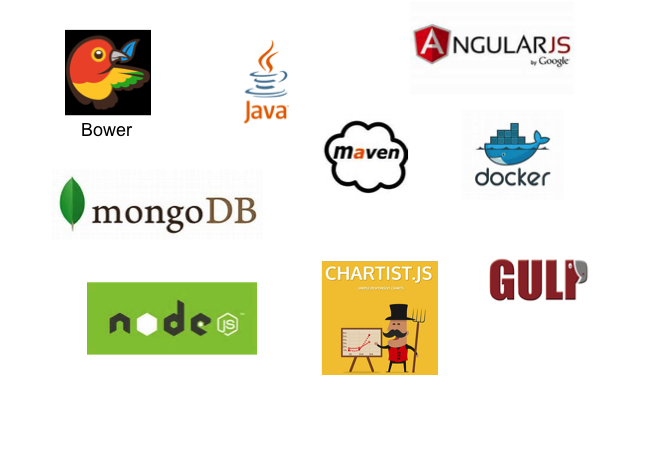 ANGULARJS
by Google
Java
Bower
maven
docker
mongoDB
CHARTIST.JS
GULP
node
JS